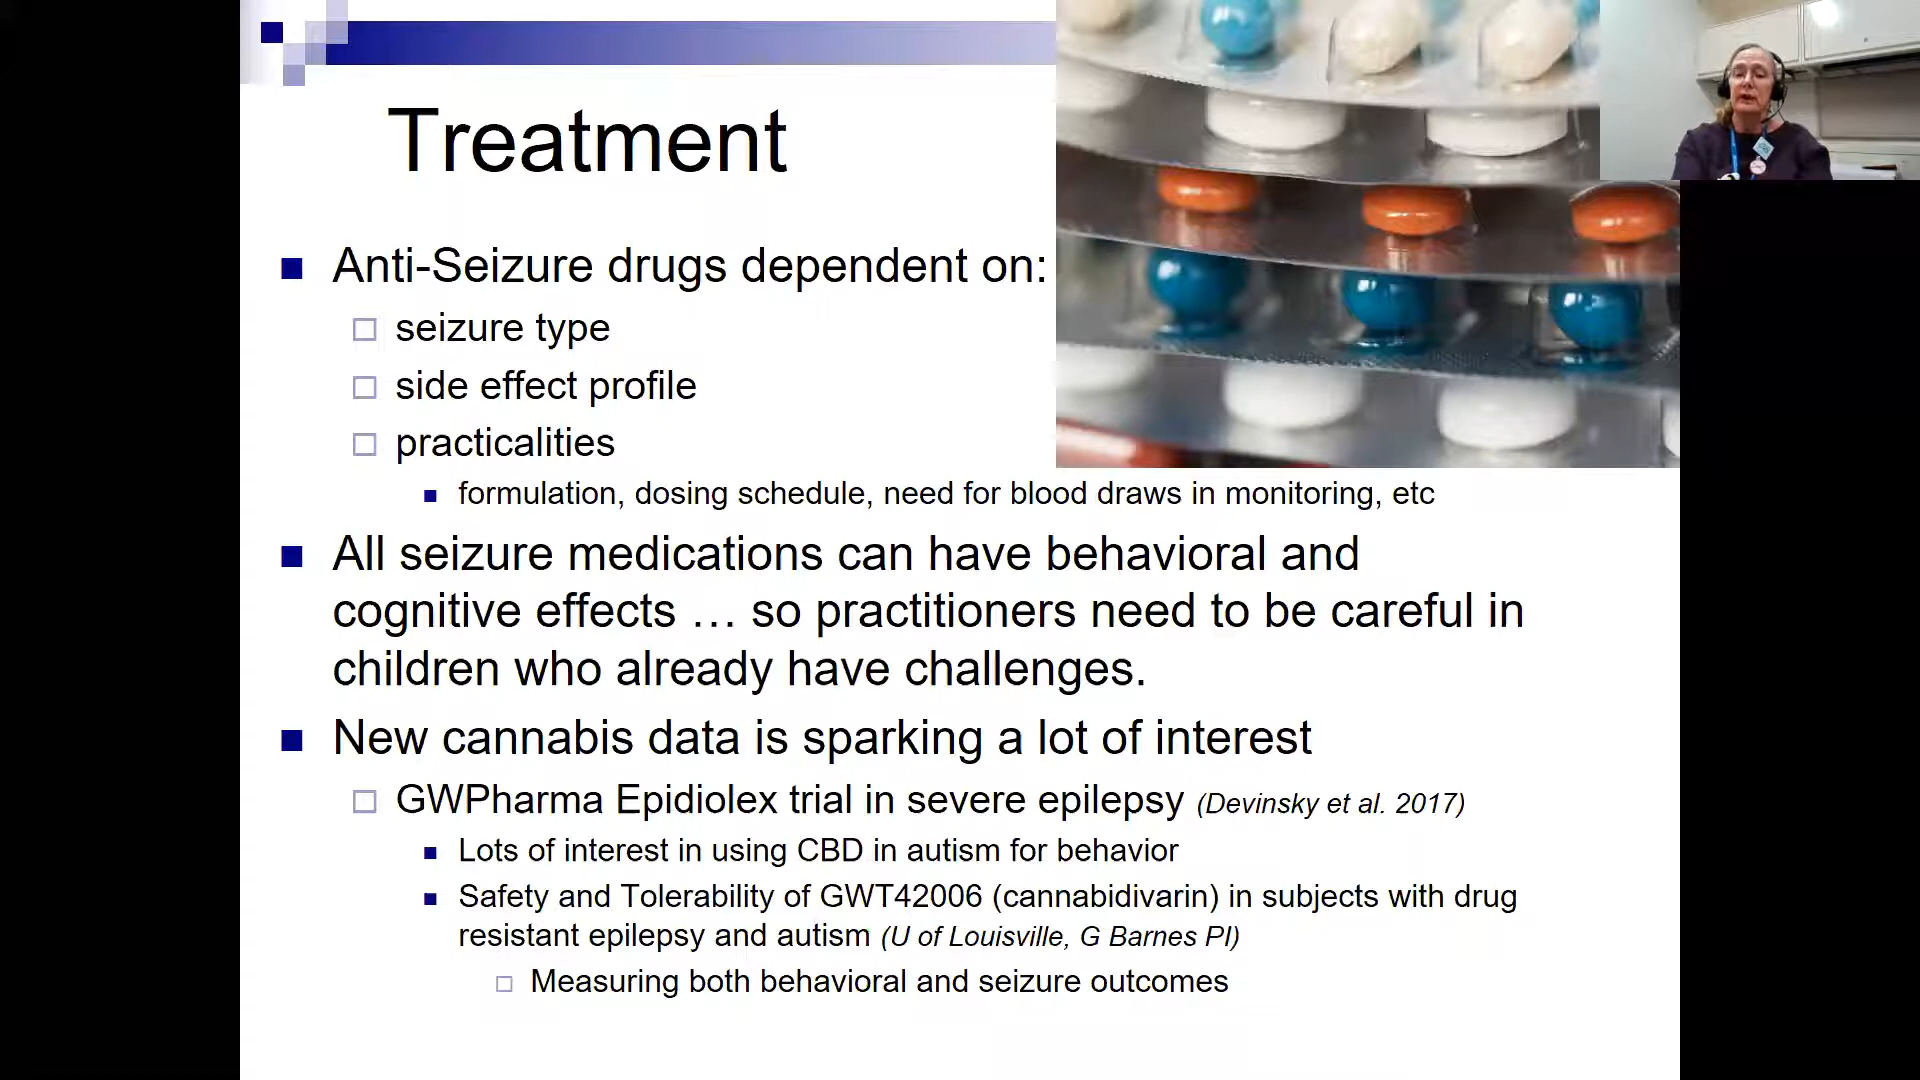 Treatment
Anti-Seizure drugs dependent on:
seizure type
side effect profile
practicalities
formulation, dosing schedule, need for blood draws in monitoring, etc
All seizure medications can have behavioral and
cognitive effects … so practitioners need to be careful in
children who already have challenges.
New cannabis data is sparking a lot of interest
GWPharma Epidiolex trial in severe epilepsy (Devinsky et al. 2017)
Lots of interest in using CBD in autism for behavior
Safety and Tolerability of GWT42006 (cannabidivarin) in subjects with drug
resistant epilepsy and autism (U of Louisville, G Barnes PI)
Measuring both behavioral and seizure outcomes